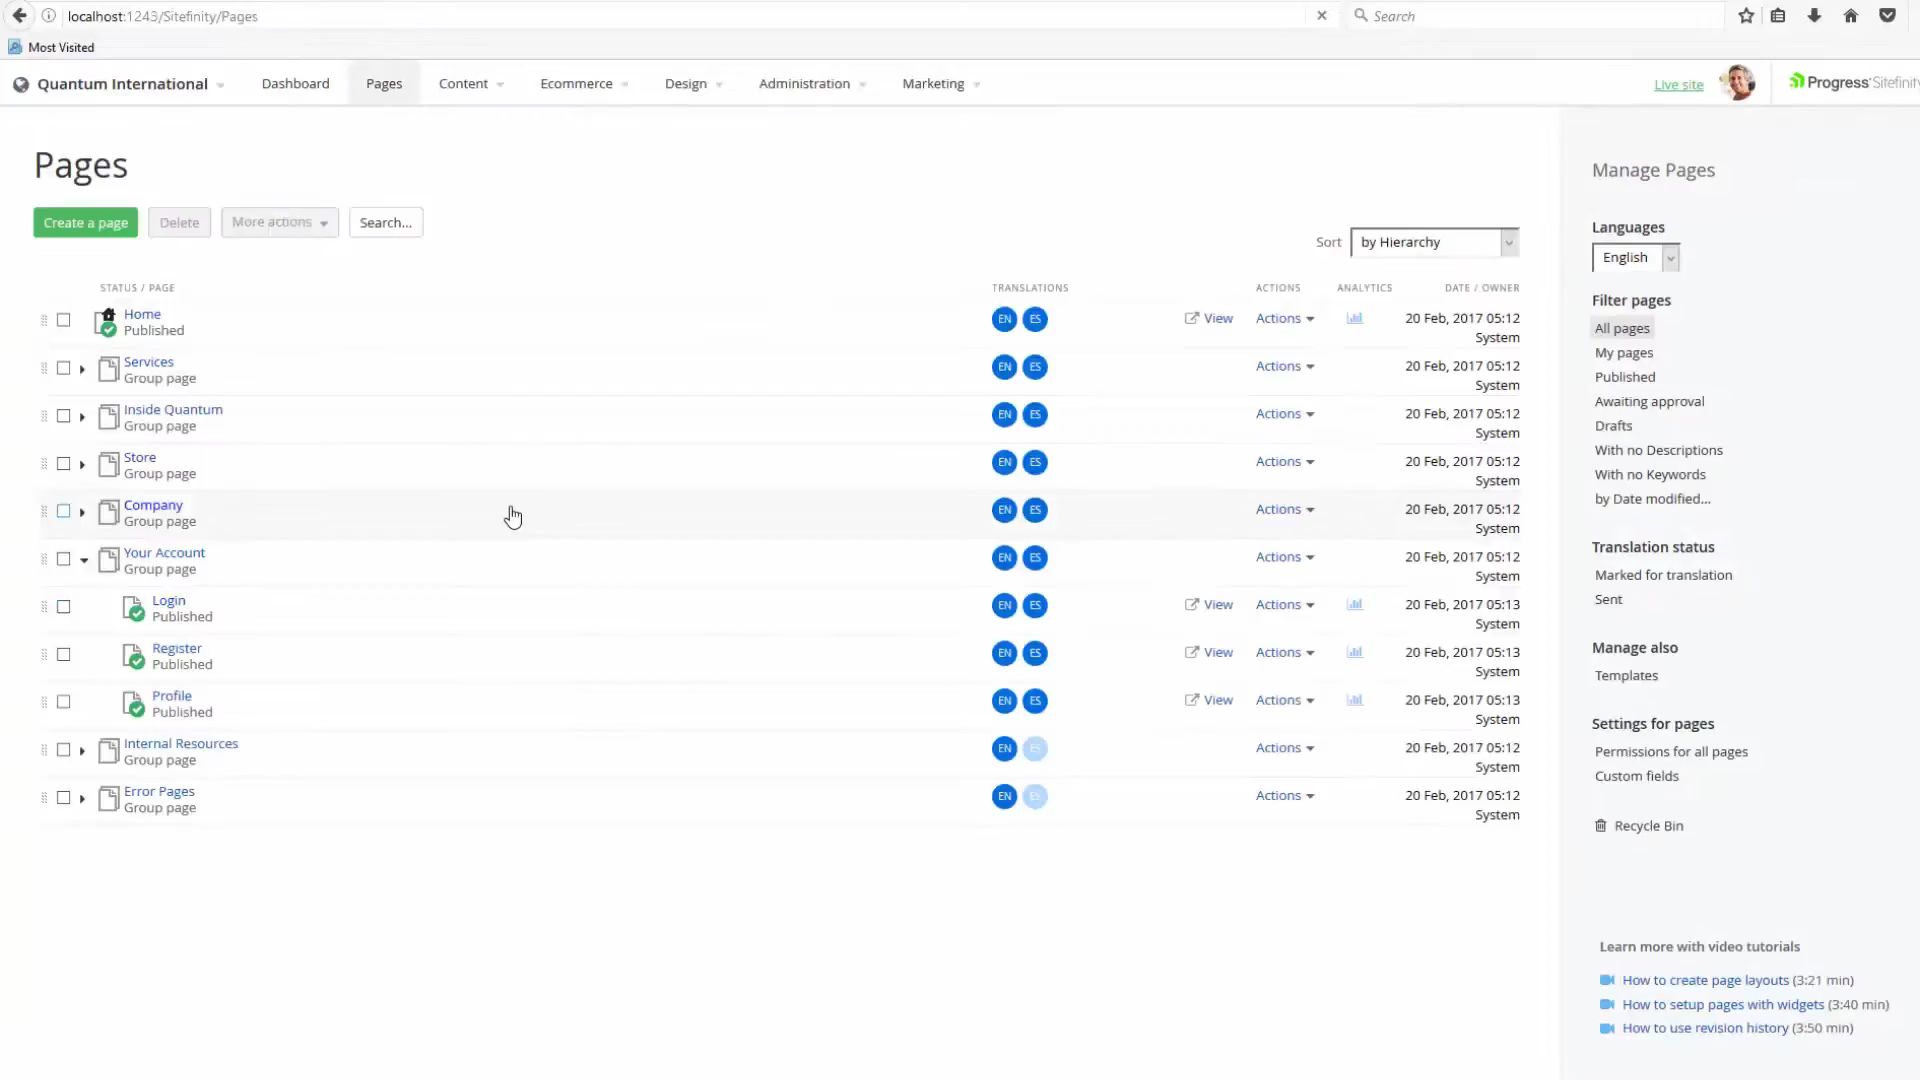 localhost:1243/Sitefinity/Pages
Search
Most Visited
Quantum International
Dashboard
Pages
Content
Ecommerce
Design
Administration
Marketing
Live site
Progress Sitefinity
Pages
Create a page
Delete
More actions
Search...
Sort
by Hierarchy
STATUS / PAGE
TRANSLATIONS
ACTIONS
ANALYTICS
DATE / OWNER
Home
Published
EN ES
View
Actions
20 Feb, 2017 05:12
System
Services
Group page
EN ES
Actions
20 Feb, 2017 05:12
System
Inside Quantum
Group page
EN ES
Actions
20 Feb, 2017 05:12
System
Store
Group page
EN ES
Actions
20 Feb, 2017 05:12
System
Company
Group page
EN ES
Actions
20 Feb, 2017 05:12
System
Your Account
Group page
EN ES
Actions
20 Feb, 2017 05:12
System
Login
Published
EN ES
View
Actions
20 Feb, 2017 05:13
System
Register
Published
EN ES
View
Actions
20 Feb, 2017 05:13
System
Profile
Published
EN ES
View
Actions
20 Feb, 2017 05:13
System
Internal Resources
Group page
EN ES
Actions
20 Feb, 2017 05:12
System
Error Pages
Group page
EN ES
Actions
20 Feb, 2017 05:12
System
Manage Pages
Languages
English
Filter pages
All pages
My pages
Published
Awaiting approval
Drafts
With no Descriptions
With no Keywords
by Date modified...
Translation status
Marked for translation
Sent
Manage also
Templates
Settings for pages
Permissions for all pages
Custom fields
Recycle Bin
Learn more with video tutorials
How to create page layouts (3:21 min)
How to setup pages with widgets (3:40 min)
How to use revision history (3:50 min)